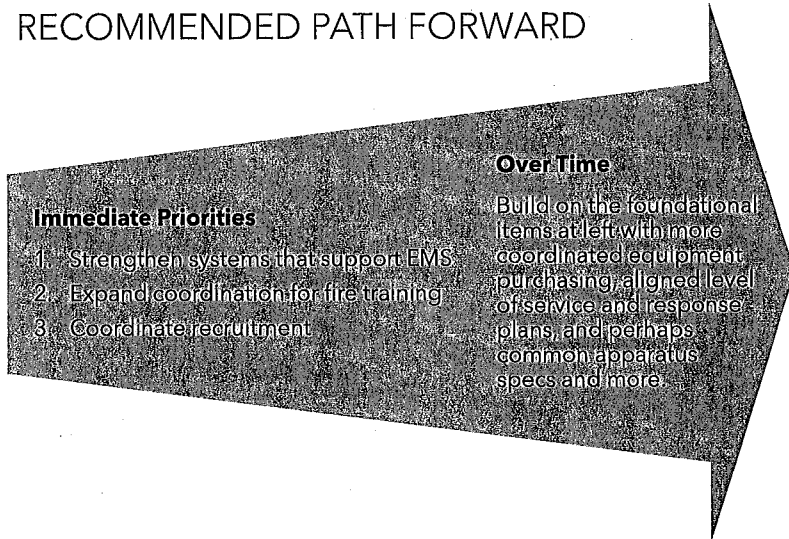 RECOMMENDED PATH FORWARD
Immediate Priorities
1. Strengthen systems that support EMS
2. Expand coordination for fire training
3. Coordinate recruitment
Over Time
Build on the foundational
items at left with more
coordinated equipment
purchasing, aligned level
of service and response
plans, and perhaps
common apparatus
specs and more.